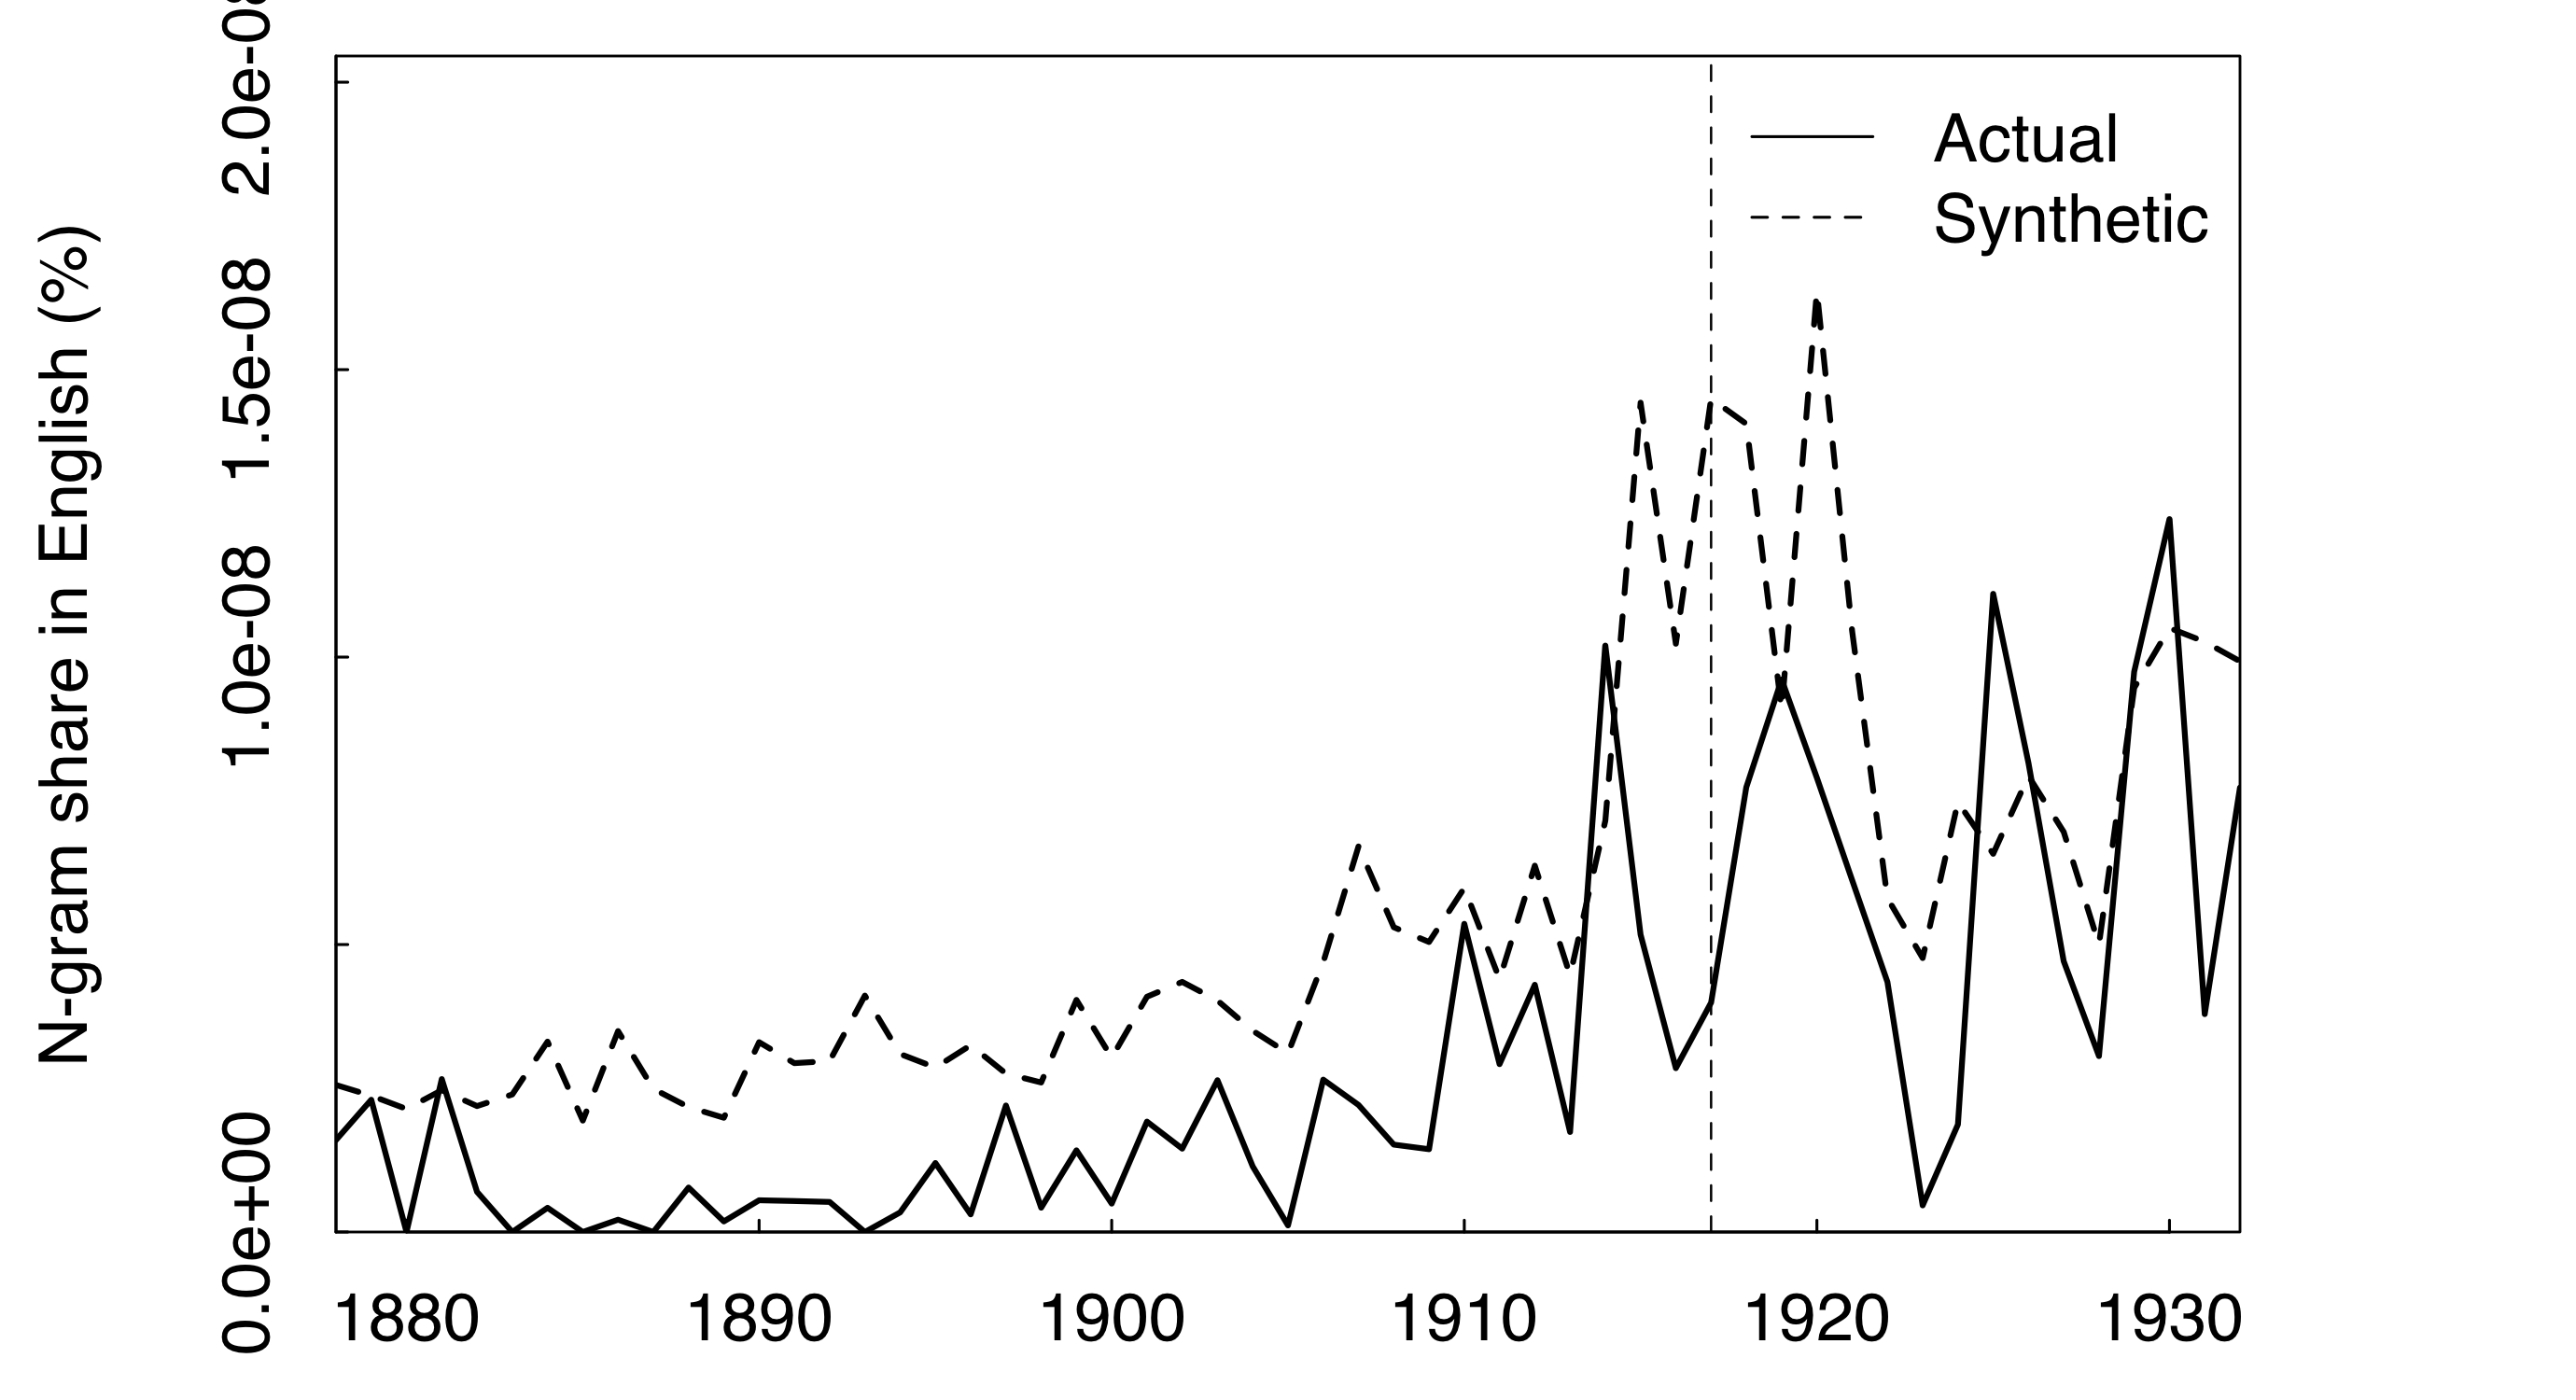 N-gram share in English (%)
2.0e-08
1.5e-08
1.0e-08
0.0e+00
Actual
Synthetic
1880 1890 1900 1910 1920 1930